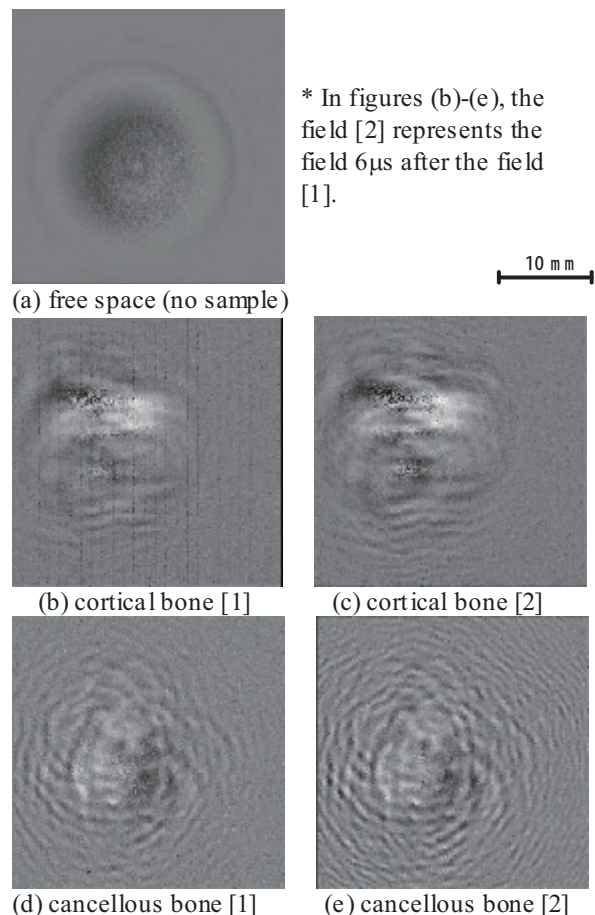 * In figures (b)-(e), the
field [2] represents the
field 6μs after the field
[1].
10 mm
(a) free space (no sample)
(b) cortical bone [1]
(c) cortical bone [2]
(d) cancellous bone [1]
(e) cancellous bone [2]